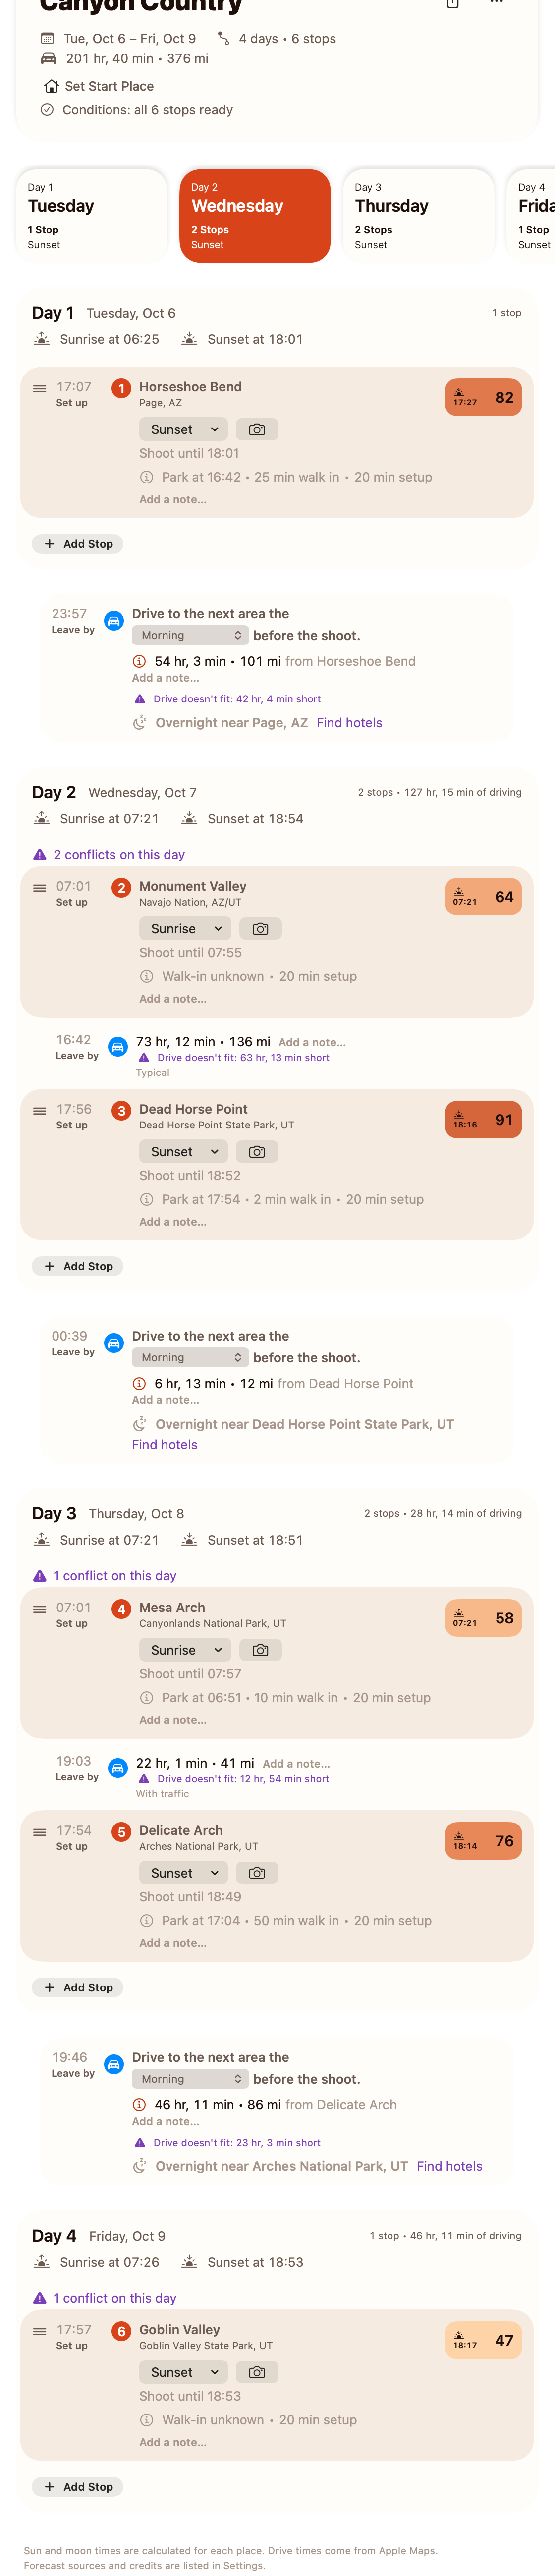 Canyon Country
Tue, Oct 6 – Fri, Oct 9 4 days • 6 stops
201 hr, 40 min • 376 mi
Set Start Place
Conditions: all 6 stops ready
Day 1
Tuesday
1 Stop
Sunset
Day 2
Wednesday
2 Stops
Sunset
Day 3
Thursday
2 Stops
Sunset
Day 4
Frida
1 Stop
Sunset
Day 1 Tuesday, Oct 6 1 stop
Sunrise at 06:25 Sunset at 18:01
17:07 1 Horseshoe Bend 17:27 82
Set up Page, AZ
Sunset
Shoot until 18:01
Park at 16:42 • 25 min walk in • 20 min setup
Add a note...
+ Add Stop
23:57 Drive to the next area the
Leave by Morning before the shoot.
54 hr, 3 min • 101 mi from Horseshoe Bend
Add a note...
Drive doesn't fit: 42 hr, 4 min short
Overnight near Page, AZ Find hotels
Day 2 Wednesday, Oct 7 2 stops • 127 hr, 15 min of driving
Sunrise at 07:21 Sunset at 18:54
2 conflicts on this day
07:01 2 Monument Valley 07:21 64
Set up Navajo Nation, AZ/UT
Sunrise
Shoot until 07:55
Walk-in unknown • 20 min setup
Add a note...
16:42 73 hr, 12 min • 136 mi Add a note...
Leave by Drive doesn't fit: 63 hr, 13 min short
Typical
17:56 3 Dead Horse Point 18:16 91
Set up Dead Horse Point State Park, UT
Sunset
Shoot until 18:52
Park at 17:54 • 2 min walk in • 20 min setup
Add a note...
+ Add Stop
00:39 Drive to the next area the
Leave by Morning before the shoot.
6 hr, 13 min • 12 mi from Dead Horse Point
Add a note...
Overnight near Dead Horse Point State Park, UT
Find hotels
Day 3 Thursday, Oct 8 2 stops • 28 hr, 14 min of driving
Sunrise at 07:21 Sunset at 18:51
1 conflict on this day
07:01 4 Mesa Arch 07:21 58
Set up Canyonlands National Park, UT
Sunrise
Shoot until 07:57
Park at 06:51 • 10 min walk in • 20 min setup
Add a note...
19:03 22 hr, 1 min • 41 mi Add a note...
Leave by Drive doesn't fit: 12 hr, 54 min short
With traffic
17:54 5 Delicate Arch 18:14 76
Set up Arches National Park, UT
Sunset
Shoot until 18:49
Park at 17:04 • 50 min walk in • 20 min setup
Add a note...
+ Add Stop
19:46 Drive to the next area the
Leave by Morning before the shoot.
46 hr, 11 min • 86 mi from Delicate Arch
Add a note...
Drive doesn't fit: 23 hr, 3 min short
Overnight near Arches National Park, UT Find hotels
Day 4 Friday, Oct 9 1 stop • 46 hr, 11 min of driving
Sunrise at 07:26 Sunset at 18:53
1 conflict on this day
17:57 6 Goblin Valley 18:17 47
Set up Goblin Valley State Park, UT
Sunset
Shoot until 18:53
Walk-in unknown • 20 min setup
Add a note...
+ Add Stop
Sun and moon times are calculated for each place. Drive times come from Apple Maps.
Forecast sources and credits are listed in Settings.